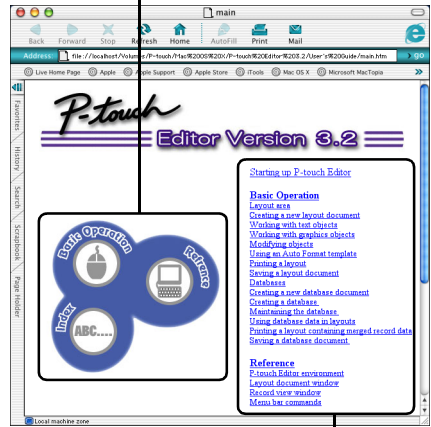 main
Back Forward Stop Refresh Home AutoFill Print Mail
Address: file://localhost/Volumes/P-touch/Mac%20OS%20X/P-touch%20Editor%203.2/User's%20Guide/main.htm go
Live Home Page Apple Apple Support Apple Store iTools Mac OS X Microsoft MacTopia
Favorites
History
Search
Scrapbook
Page Holder
P-touch
Editor Version 3.2
Basic Operation
Refrence
Index
ABC....
Starting up P-touch Editor
Basic Operation
Layout area
Creating a new layout document
Working with text objects
Working with graphics objects
Modifying objects
Using an Auto Format template
Printing a layout
Saving a layout document
Databases
Creating a new database document
Creating a database
Maintaining the database
Using database data in layouts
Printing a layout containing merged record data
Saving a database document
Reference
P-touch Editor environment
Layout document window
Record view window
Menu bar commands
Local machine zone